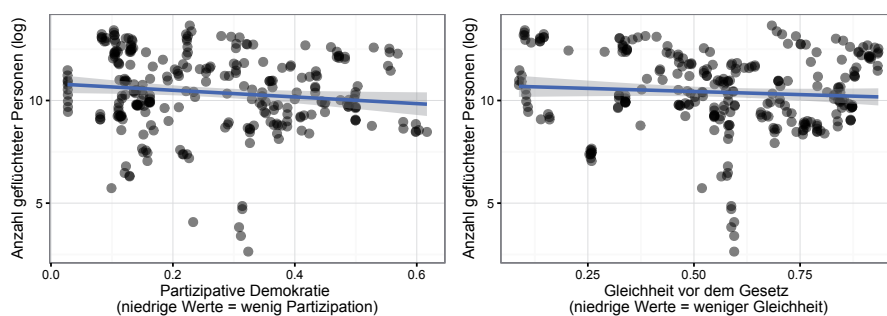 Anzahl geflüchteter Personen (log)
10
5
0.0
0.2
0.4
0.6
Partizipative Demokratie
(niedrige Werte = wenig Partizipation)
Anzahl geflüchteter Personen (log)
10
5
0.25
0.50
0.75
Gleichheit vor dem Gesetz
(niedrige Werte = weniger Gleichheit)